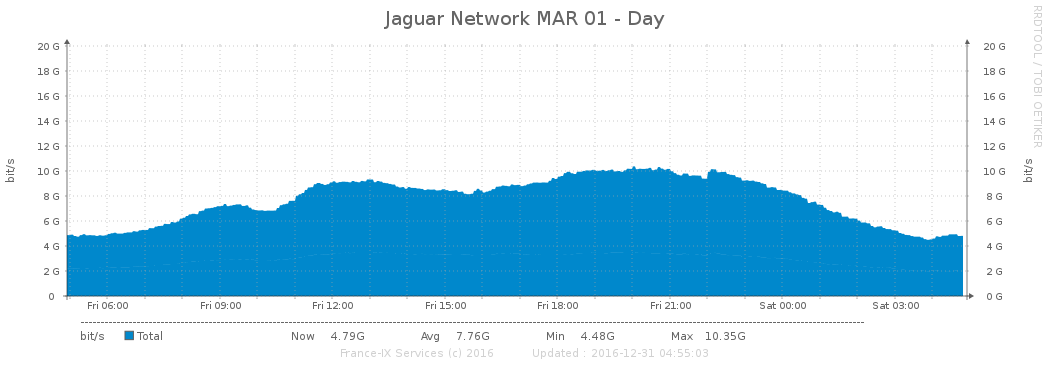 Jaguar Network MAR 01 - Day
RRDTOOL / TOBI OETIKER
bit/s
bit/s
20 G 20 G
18 G 18 G
16 G 16 G
14 G 14 G
12 G 12 G
10 G 10 G
8 G 8 G
6 G 6 G
4 G 4 G
2 G 2 G
0 0 G
Fri 06:00 Fri 09:00 Fri 12:00 Fri 15:00 Fri 18:00 Fri 21:00 Sat 00:00 Sat 03:00
bit/s Total Now 4.79G Avg 7.76G Min 4.48G Max 10.35G
France-IX Services (c) 2016 Updated : 2016-12-31 04:55:03